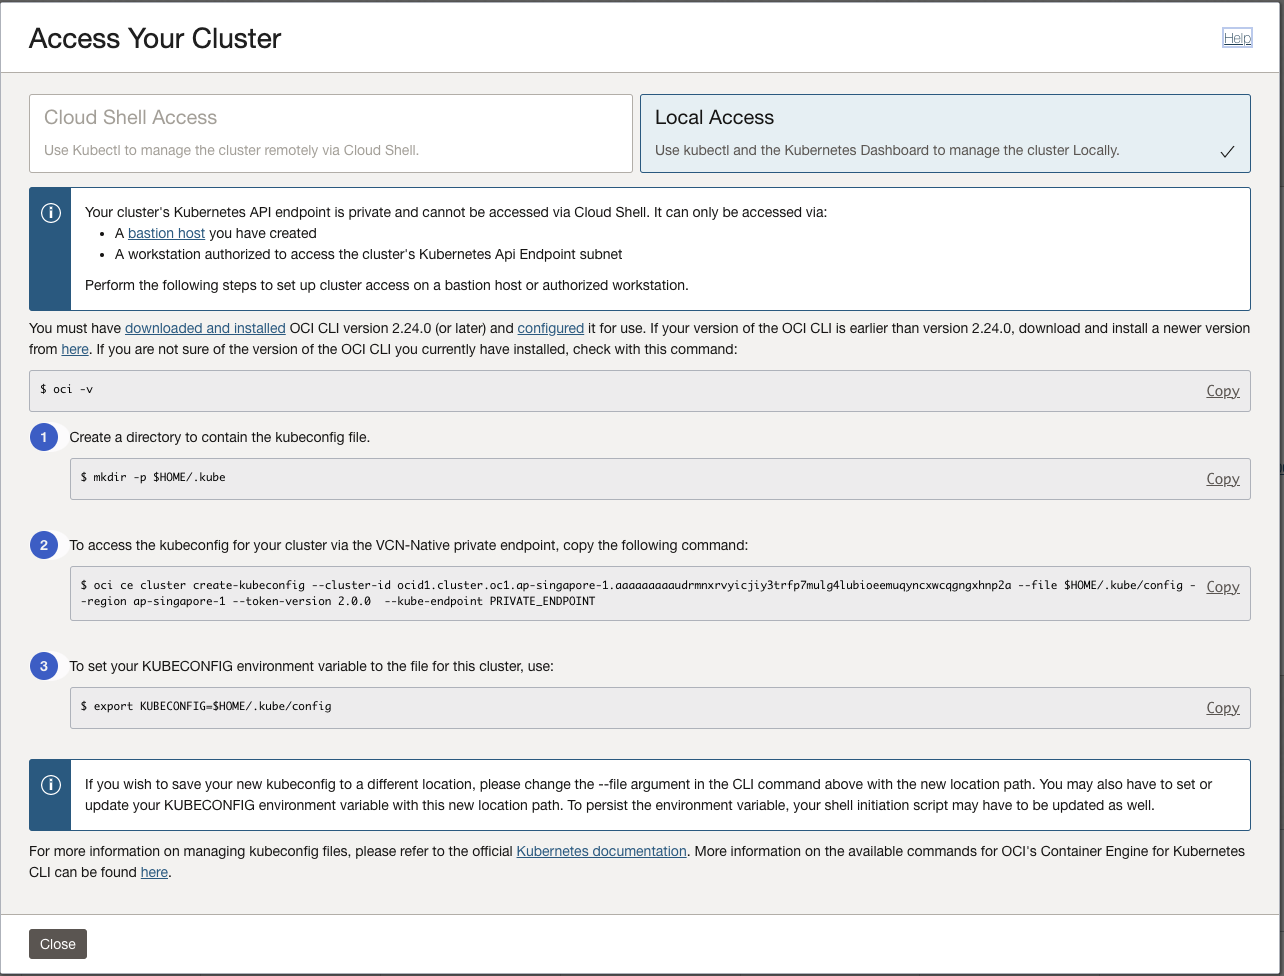 Access Your Cluster
Help
Cloud Shell Access
Use Kubectl to manage the cluster remotely via Cloud Shell.
Local Access
Use kubectl and the Kubernetes Dashboard to manage the cluster Locally.
Your cluster's Kubernetes API endpoint is private and cannot be accessed via Cloud Shell. It can only be accessed via:
• A bastion host you have created
• A workstation authorized to access the cluster's Kubernetes Api Endpoint subnet
Perform the following steps to set up cluster access on a bastion host or authorized workstation.
You must have downloaded and installed OCI CLI version 2.24.0 (or later) and configured it for use. If your version of the OCI CLI is earlier than version 2.24.0, download and install a newer version
from here. If you are not sure of the version of the OCI CLI you currently have installed, check with this command:
$ oci -v
Copy
1 Create a directory to contain the kubeconfig file.
$ mkdir -p $HOME/.kube
Copy
2 To access the kubeconfig for your cluster via the VCN-Native private endpoint, copy the following command:
$ oci ce cluster create-kubeconfig --cluster-id ocid1.cluster.oc1.ap-singapore-1.aaaaaaaaaudrmnxrvyicjiy3trfp7mulg4lubioeemuqyncxwcqgngxhnp2a --file $HOME/.kube/config -
-region ap-singapore-1 --token-version 2.0.0  --kube-endpoint PRIVATE_ENDPOINT
Copy
3 To set your KUBECONFIG environment variable to the file for this cluster, use:
$ export KUBECONFIG=$HOME/.kube/config
Copy
If you wish to save your new kubeconfig to a different location, please change the --file argument in the CLI command above with the new location path. You may also have to set or
update your KUBECONFIG environment variable with this new location path. To persist the environment variable, your shell initiation script may have to be updated as well.
For more information on managing kubeconfig files, please refer to the official Kubernetes documentation. More information on the available commands for OCI's Container Engine for Kubernetes
CLI can be found here.
Close